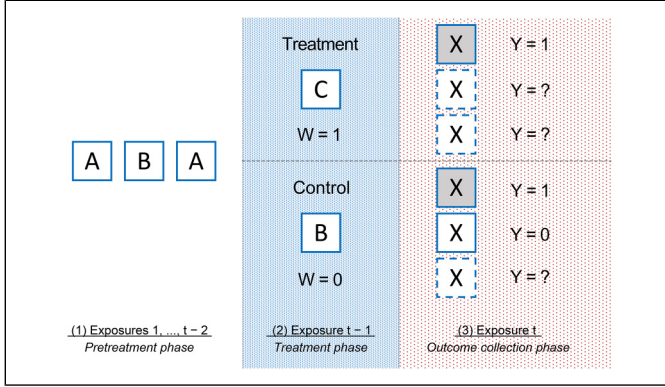 Treatment
C
W = 1
X Y = 1
X Y = ?
X Y = ?
A B A
Control
B
W = 0
X Y = 1
X Y = 0
X Y = ?
(1) Exposures 1, ..., t − 2
Pretreatment phase
(2) Exposure t − 1
Treatment phase
(3) Exposure t
Outcome collection phase